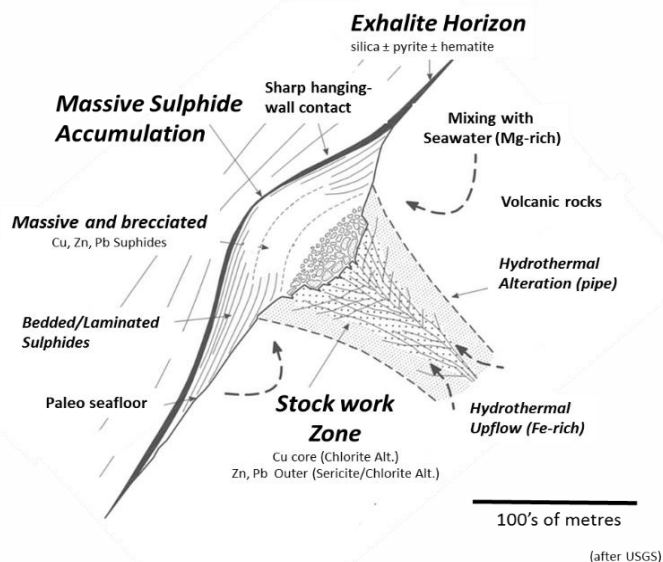 Exhalite Horizon
silica ± pyrite ± hematite
Sharp hanging-
wall contact
Massive Sulphide
Accumulation
Mixing with
Seawater (Mg-rich)
Volcanic rocks
Massive and brecciated
Cu, Zn, Pb Suphides
Hydrothermal
Alteration (pipe)
Bedded/Laminated
Sulphides
Paleo seafloor
Stock work
Zone
Cu core (Chlorite Alt.)
Zn, Pb Outer (Sericite/Chlorite Alt.)
Hydrothermal
Upflow (Fe-rich)
100's of metres
(after USGS)